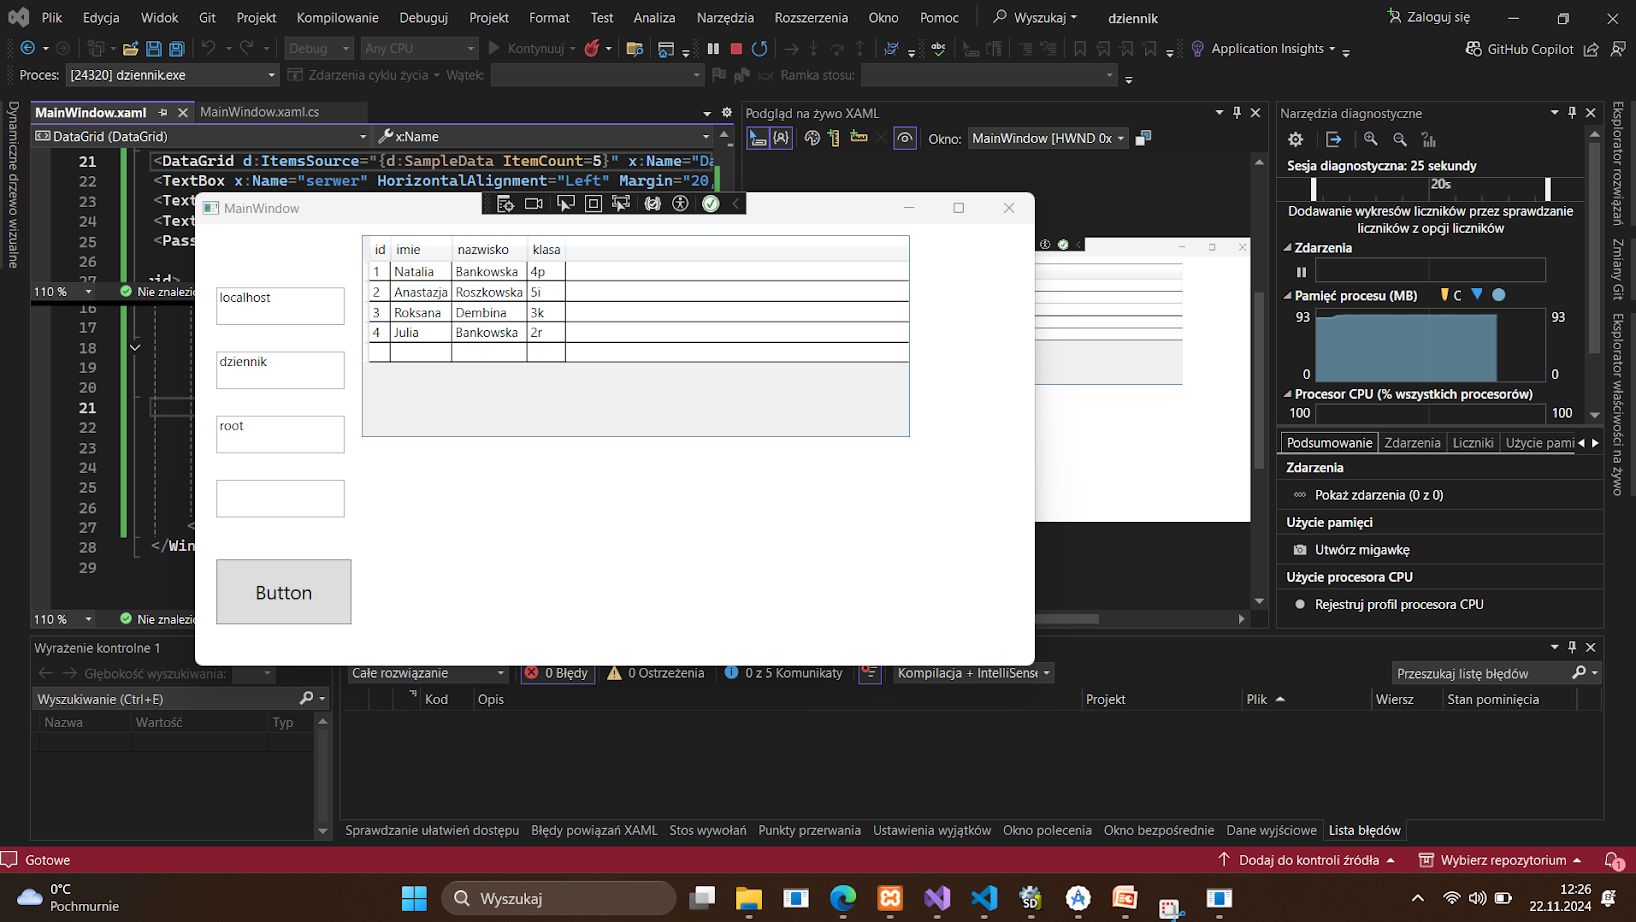 Plik Edycja Widok Git Projekt Kompilowanie Debuguj Projekt Format Test Analiza Narzędzia Rozszerzenia Okno Pomoc Wyszukaj dziennik Zaloguj się
Debug Any CPU Kontynuuj Application Insights GitHub Copilot
Proces: [24320] dziennik.exe Zdarzenia cyklu życia Wątek: Ramka stosu:
Dynamiczne drzewo wizualne
MainWindow.xaml MainWindow.xaml.cs
DataGrid (DataGrid) x:Name
21 <DataGrid d:ItemsSource="{d:SampleData ItemCount=5}" x:Name="Da
22 <TextBox x:Name="serwer" HorizontalAlignment="Left" Margin="20,
23 <Tex
24 <Tex
25 <Pass
26
27 rid>
110 % Nie znalezio
16
17
18
19
20
21
22
23
24
25
26
27 <
28 </Win
29
110 % Nie znalezio
MainWindow
localhost
dziennik
root
Button
id imie nazwisko klasa
1 Natalia Bankowska 4p
2 Anastazja Roszkowska 5i
3 Roksana Dembina 3k
4 Julia Bankowska 2r
Podgląd na żywo XAML
Okno: MainWindow [HWND 0x
Narzędzia diagnostyczne
Sesja diagnostyczna: 25 sekundy
20s
Dodawanie wykresów liczników przez sprawdzanie
liczników z opcji liczników
Zdarzenia
Pamięć procesu (MB) C
93 93
0 0
Procesor CPU (% wszystkich procesorów)
100 100
Podsumowanie Zdarzenia Liczniki Użycie pami
Zdarzenia
Pokaż zdarzenia (0 z 0)
Użycie pamięci
Utwórz migawkę
Użycie procesora CPU
Rejestruj profil procesora CPU
Eksplorator rozwiązań
Zmiany Git
Eksplorator właściwości na żywo
Wyrażenie kontrolne 1
Głębokość wyszukiwania:
Wyszukiwanie (Ctrl+E)
Nazwa Wartość Typ
Całe rozwiązanie 0 Błędy 0 Ostrzeżenia 0 z 5 Komunikaty Kompilacja + IntelliSense Przeszukaj listę błędów
Kod Opis Projekt Plik Wiersz Stan pominięcia
Sprawdzanie ułatwień dostępu Błędy powiązań XAML Stos wywołań Punkty przerwania Ustawienia wyjątków Okno polecenia Okno bezpośrednie Dane wyjściowe Lista błędów
Gotowe Dodaj do kontroli źródła Wybierz repozytorium 1
0°C
Pochmurnie
Wyszukaj
12:26
22.11.2024